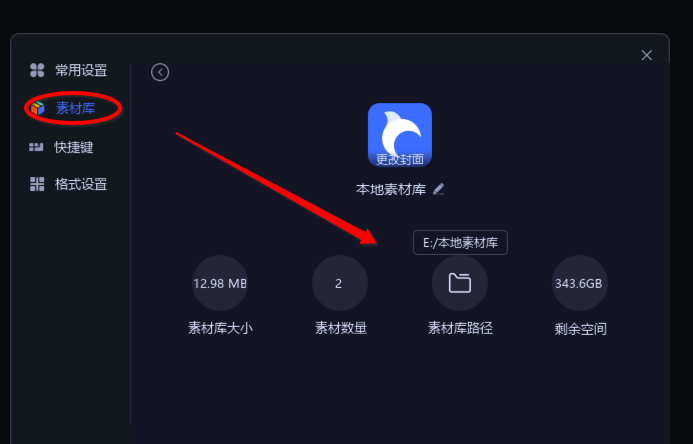 常用设置
素材库
快捷键
格式设置
更改封面
本地素材库
E:/本地素材库
12.98 MB
2
343.6GB
素材库大小
素材数量
素材库路径
剩余空间